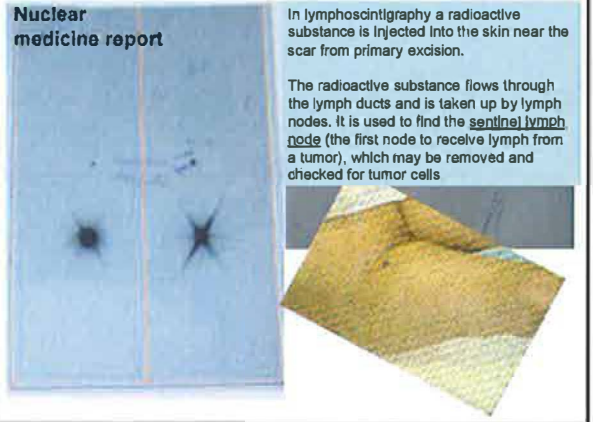 Nuclear
medicine report
In lymphoscintigraphy a radioactive
substance is injected into the skin near the
scar from primary excision.
The radioactive substance flows through
the lymph ducts and is taken up by lymph
nodes. It is used to find the sentinel lymph
node (the first node to receive lymph from
a tumor), which may be removed and
checked for tumor cells